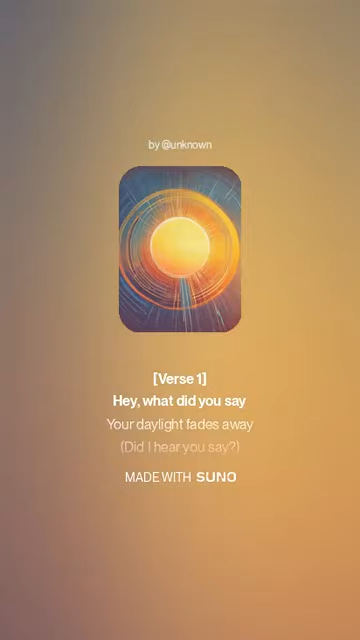 by @unknown
[Verse 1]
Hey, what did you say
Your daylight fades away
(Did I hear you say?)
MADE WITH SUNO